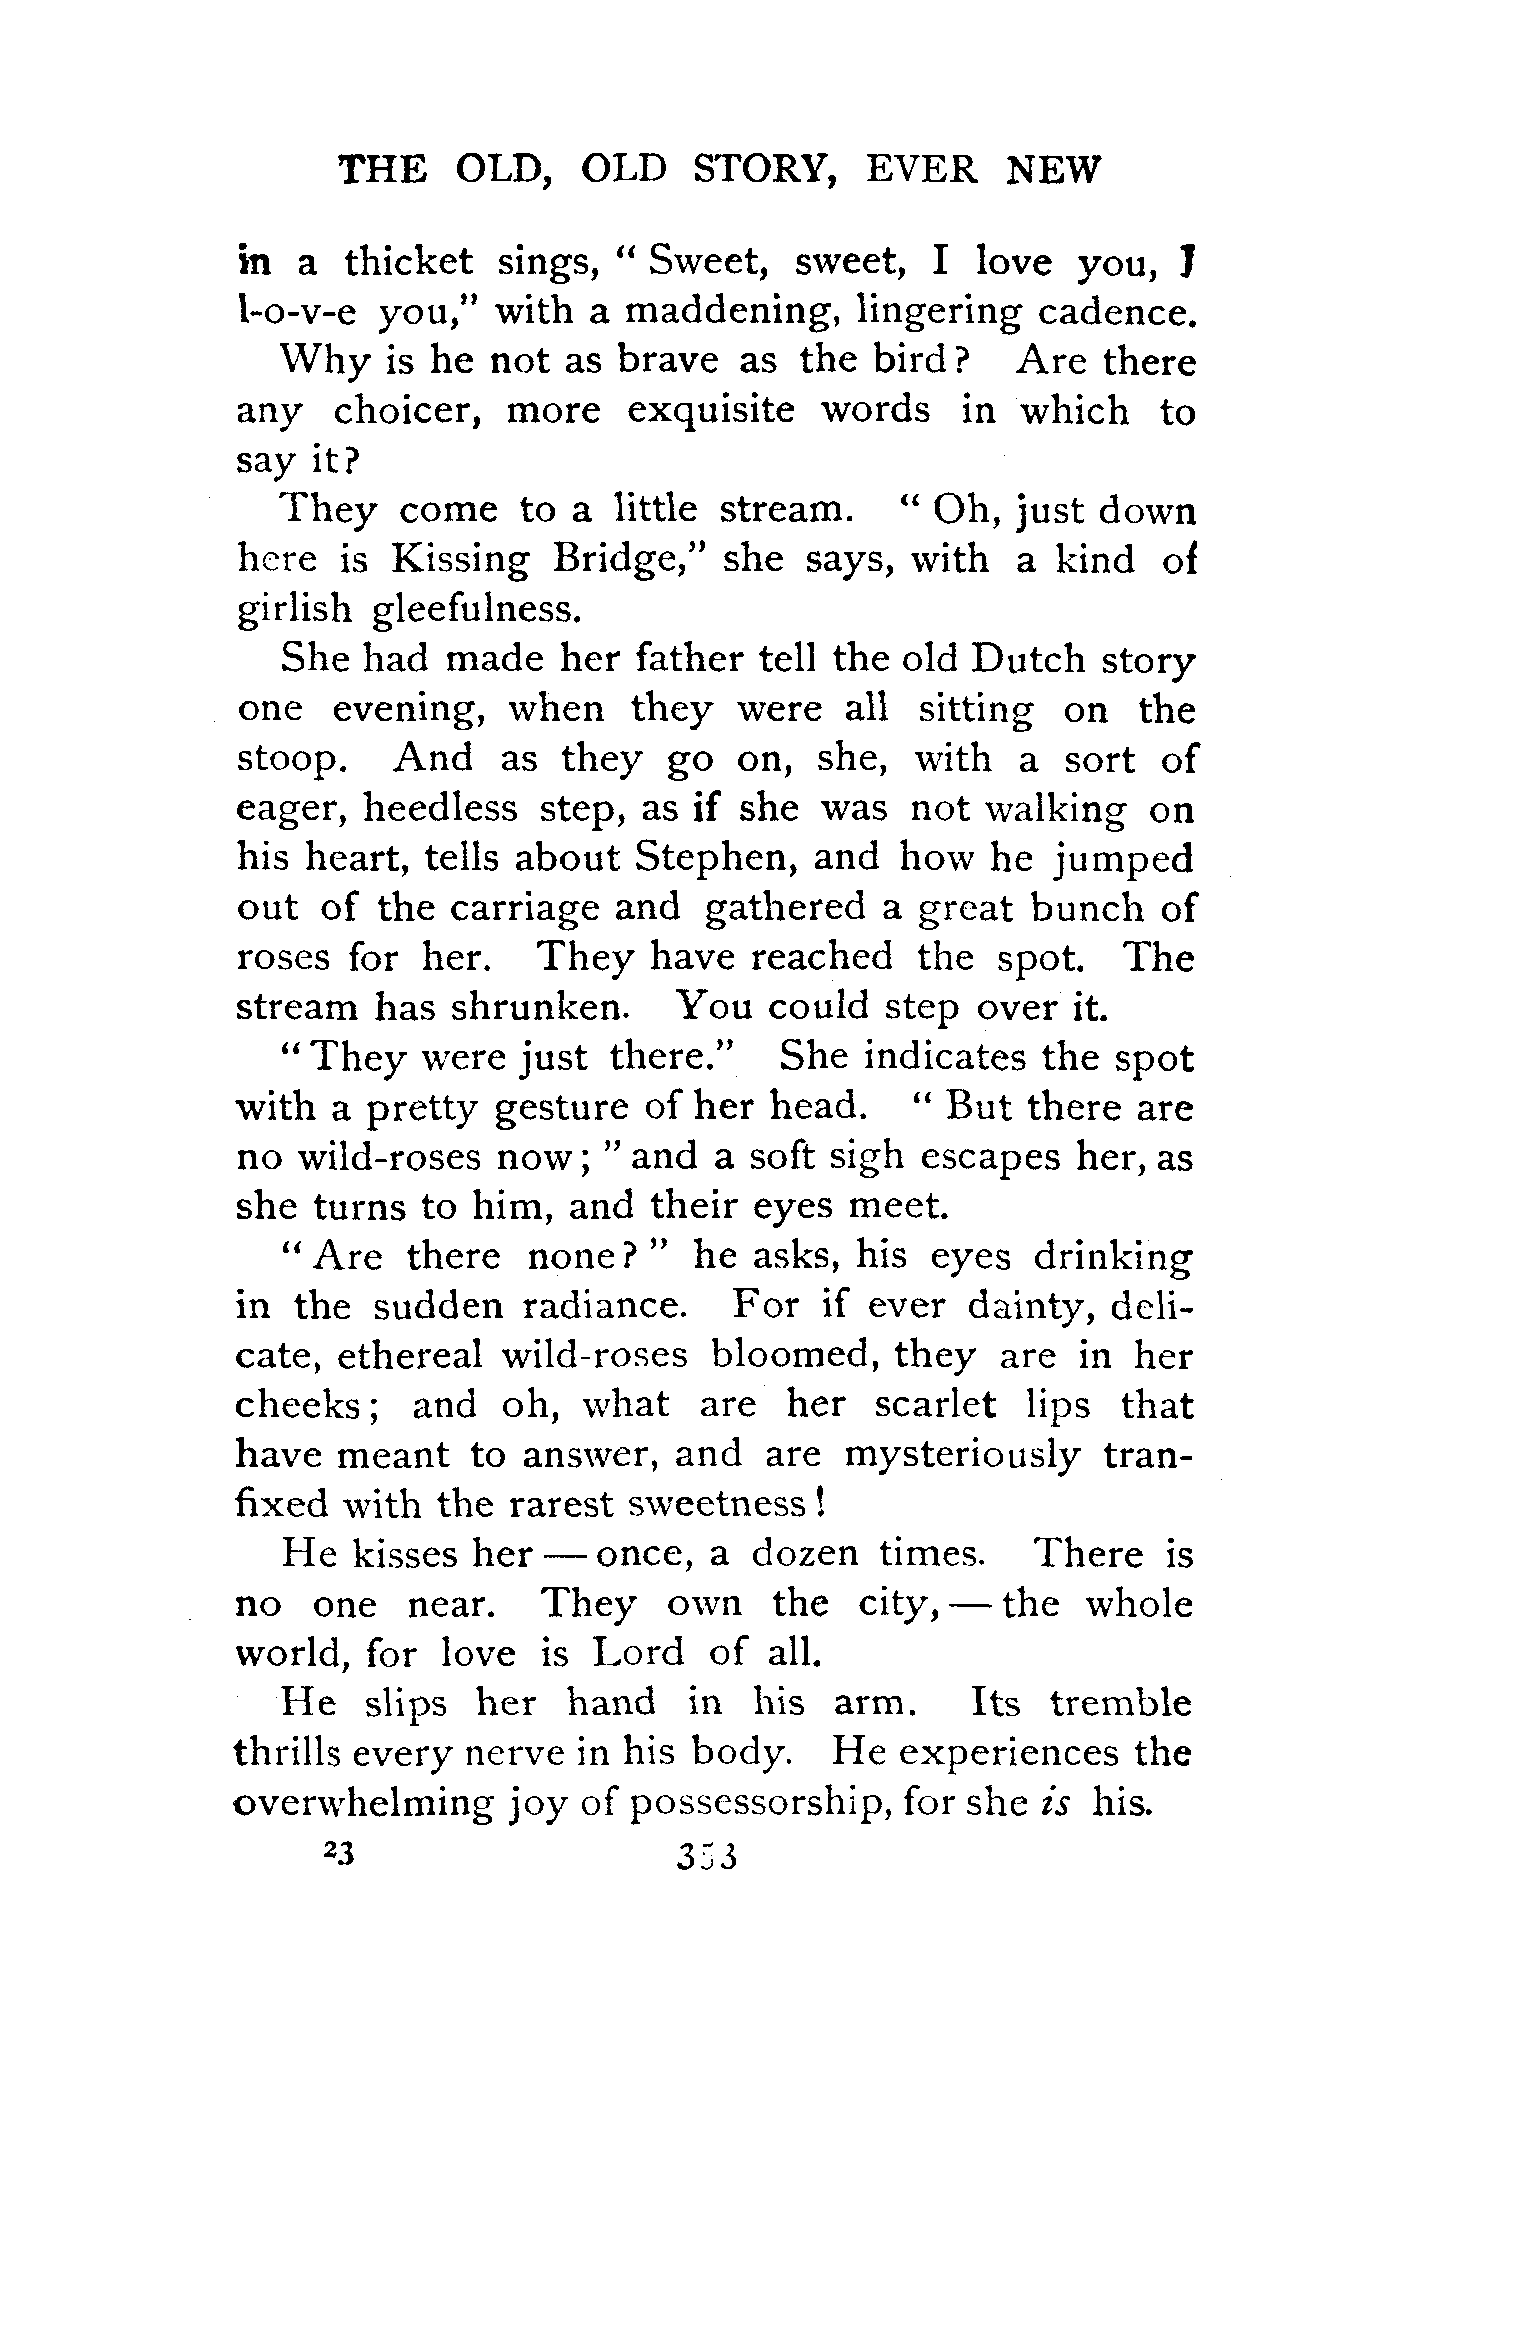 THE OLD, OLD STORY, EVER NEW
in a thicket sings, “ Sweet, sweet, I love you, I
l-o-v-e you,” with a maddening, lingering cadence.
Why is he not as brave as the bird? Are there
any choicer, more exquisite words in which to
say it?
They come to a little stream. “ Oh, just down
here is Kissing Bridge,” she says, with a kind of
girlish gleefulness.
She had made her father tell the old Dutch story
one evening, when they were all sitting on the
stoop. And as they go on, she, with a sort of
eager, heedless step, as if she was not walking on
his heart, tells about Stephen, and how he jumped
out of the carriage and gathered a great bunch of
roses for her. They have reached the spot. The
stream has shrunken. You could step over it.
“ They were just there.” She indicates the spot
with a pretty gesture of her head. “ But there are
no wild-roses now; ” and a soft sigh escapes her, as
she turns to him, and their eyes meet.
“ Are there none? ” he asks, his eyes drinking
in the sudden radiance. For if ever dainty, deli-
cate, ethereal wild-roses bloomed, they are in her
cheeks; and oh, what are her scarlet lips that
have meant to answer, and are mysteriously tran-
fixed with the rarest sweetness!
He kisses her — once, a dozen times. There is
no one near. They own the city, — the whole
world, for love is Lord of all.
He slips her hand in his arm. Its tremble
thrills every nerve in his body. He experiences the
overwhelming joy of possessorship, for she is his.
23 353